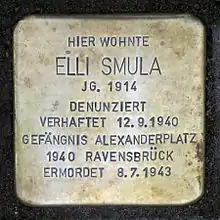 HIER WOHNTE
ELLI SMULA
JG. 1914
DENUNZIERT
VERHAFTET 12.9.1940
GEFÄNGNIS ALEXANDERPLATZ
1940 RAVENSBRÜCK
ERMORDET 8.7.1943